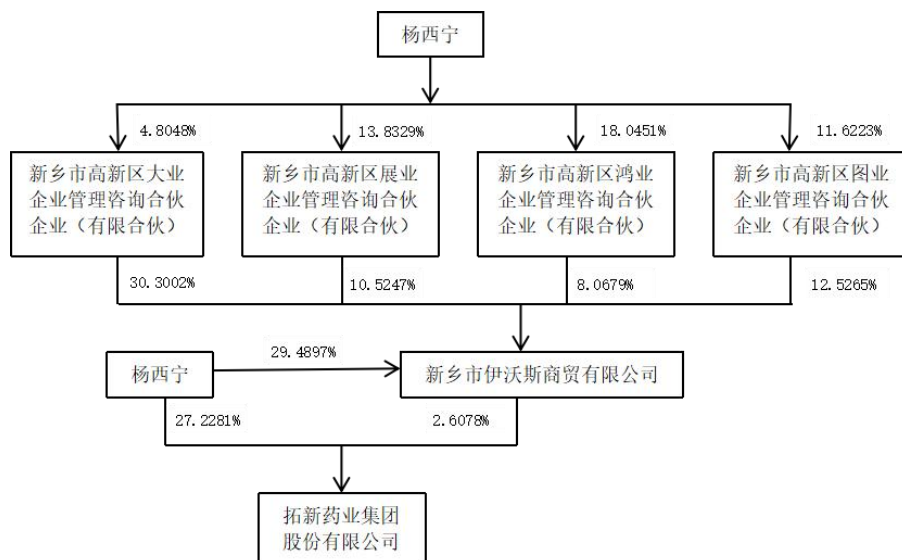 杨西宁
4.8048%
13.8329%
18.0451%
11.6223%
新乡市高新区大业
企业管理咨询合伙
企业（有限合伙）
新乡市高新区展业
企业管理咨询合伙
企业（有限合伙）
新乡市高新区鸿业
企业管理咨询合伙
企业（有限合伙）
新乡市高新区图业
企业管理咨询合伙
企业（有限合伙）
30.3002%
10.5247%
8.0679%
12.5265%
杨西宁
29.4897%
新乡市伊沃斯商贸有限公司
27.2281%
2.6078%
拓新药业集团
股份有限公司